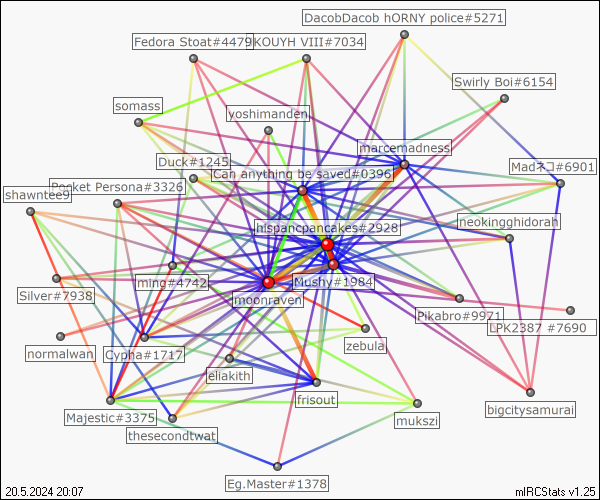 DacobDacob hORNY police#5271
Fedora Stoat#4479
KOUYH VIII#7034
Swirly Boi#6154
somass
yoshimanden
marcemadness
Duck#1245
Can anything be saved#0396
Madネコ#6901
shawntee9
Pocket Persona#3326
hispancpancakes#2928
neokingghidorah
ming#4742
Mushy#1984
Silver#7938
moonraven
Pikabro#9971
LPK2387 #7690
normalwan
Cypha#1717
zebula
eliakith
Majestic#3375
frisout
mukszi
bigcitysamurai
thesecondtwat
Eg.Master#1378
20.5.2024 20:07
mIRCStats v1.25